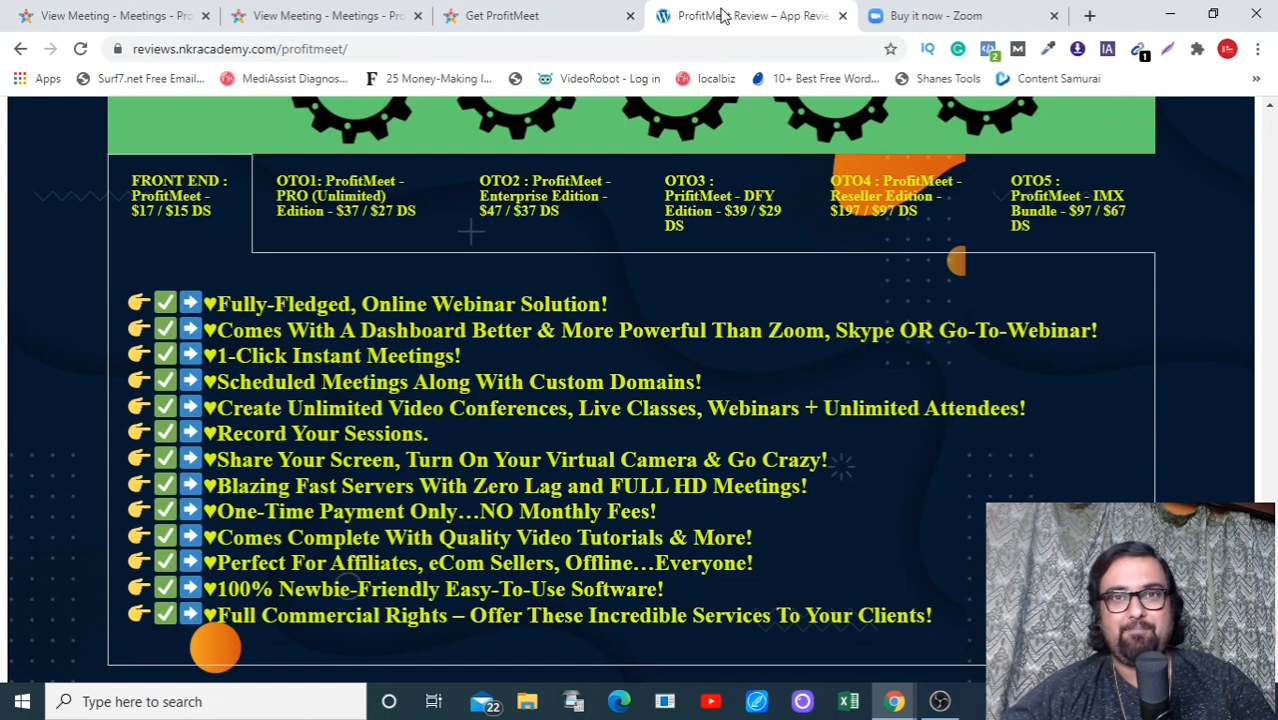 View Meeting - Meetings - Pro
View Meeting - Meetings - Pro
Get ProfitMeet
ProfitMeet Review – App Revie
Buy it now - Zoom
reviews.nkracademy.com/profitmeet/
IQ
2
M
IA
1
Apps
Surf7.net Free Email...
MediAssist Diagnos...
25 Money-Making I...
VideoRobot - Log in
localbiz
10+ Best Free Word...
Shanes Tools
Content Samurai
»
FRONT END :
ProfitMeet -
$17 / $15 DS
OTO1: ProfitMeet -
PRO (Unlimited)
Edition - $37 / $27 DS
OTO2 : ProfitMeet -
Enterprise Edition -
$47 / $37 DS
OTO3 :
PrifitMeet - DFY
Edition - $39 / $29
DS
OTO4 : ProfitMeet -
Reseller Edition -
$197 / $97 DS
OTO5 :
ProfitMeet - IMX
Bundle - $97 / $67
DS
👉✅➡♥Fully-Fledged, Online Webinar Solution!
👉✅➡♥Comes With A Dashboard Better & More Powerful Than Zoom, Skype OR Go-To-Webinar!
👉✅➡♥1-Click Instant Meetings!
👉✅➡♥Scheduled Meetings Along With Custom Domains!
👉✅➡♥Create Unlimited Video Conferences, Live Classes, Webinars + Unlimited Attendees!
👉✅➡♥Record Your Sessions.
👉✅➡♥Share Your Screen, Turn On Your Virtual Camera & Go Crazy!
👉✅➡♥Blazing Fast Servers With Zero Lag and FULL HD Meetings!
👉✅➡♥One-Time Payment Only…NO Monthly Fees!
👉✅➡♥Comes Complete With Quality Video Tutorials & More!
👉✅➡♥Perfect For Affiliates, eCom Sellers, Offline…Everyone!
👉✅➡♥100% Newbie-Friendly Easy-To-Use Software!
👉✅➡♥Full Commercial Rights – Offer These Incredible Services To Your Clients!
Type here to search
22